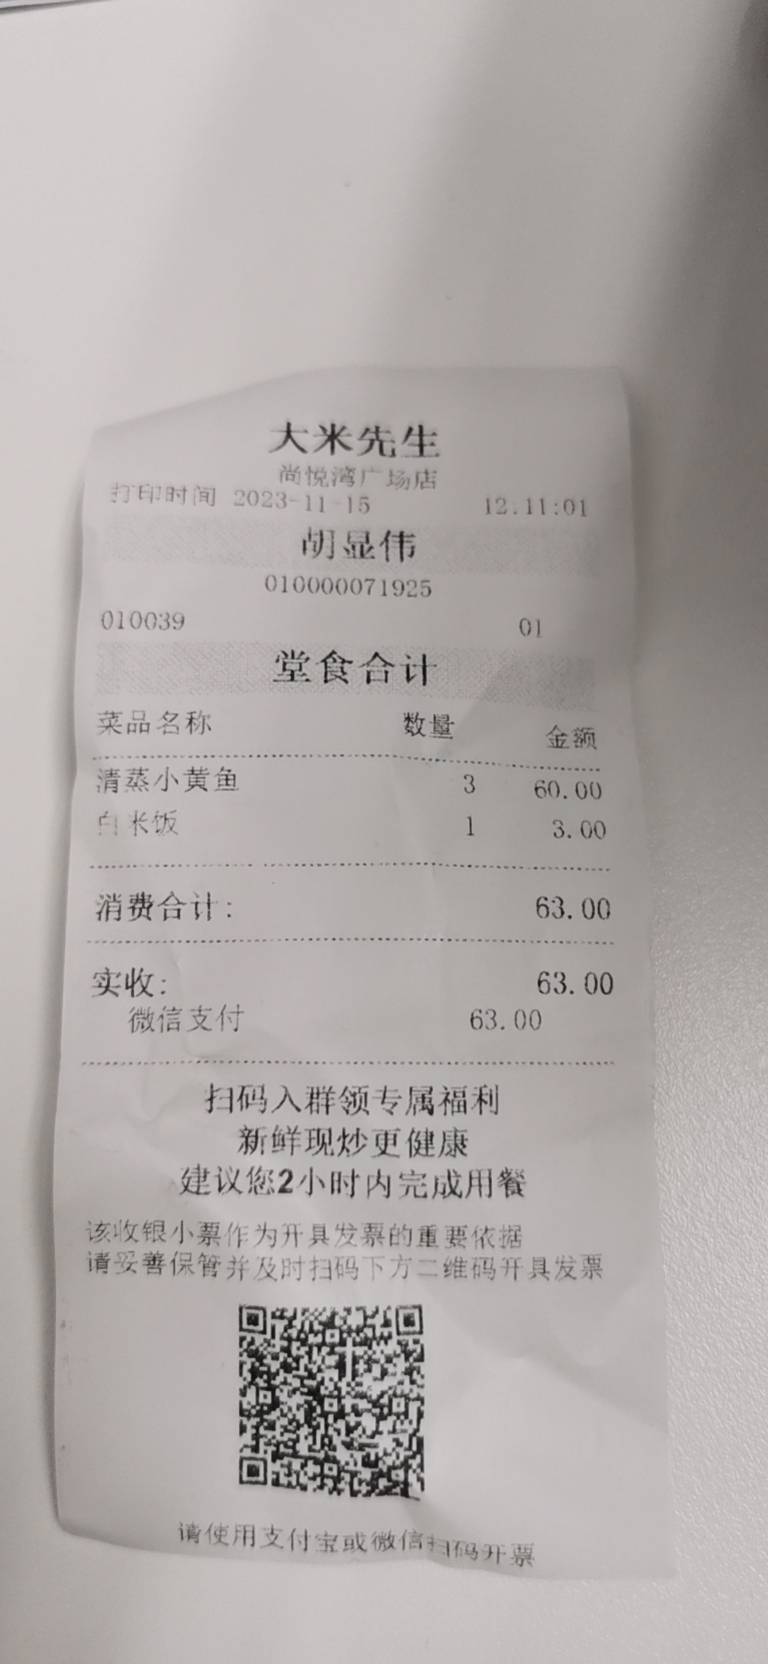 大米先生
尚悦湾广场店
打印时间 2023-11-15 12:11:01
胡显伟
010000071925
010039 01
堂食合计
菜品名称 数量 金额
清蒸小黄鱼 3 60.00
白米饭 1 3.00
消费合计: 63.00
实收: 63.00
微信支付 63.00
扫码入群领专属福利
新鲜现炒更健康
建议您2小时内完成用餐
该收银小票作为开具发票的重要依据
请妥善保管并及时扫码下方二维码开具发票
请使用支付宝或微信扫码开票